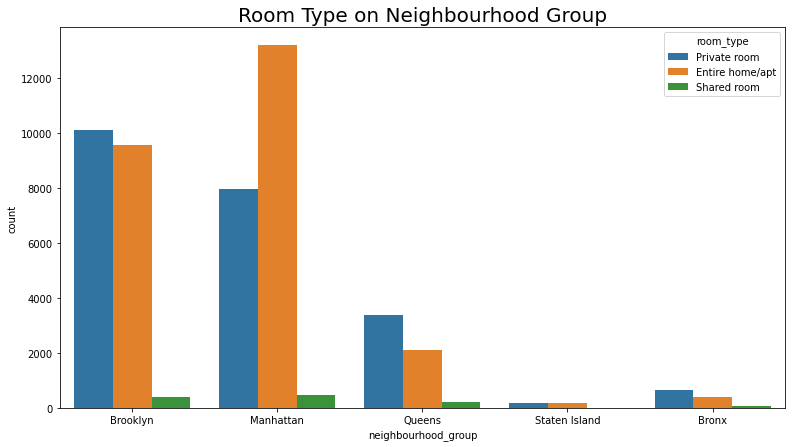 Room Type on Neighbourhood Group
room_type
Private room
Entire home/apt
Shared room
12000
10000
8000
6000
4000
2000
0
count
Brooklyn
Manhattan
Queens
Staten Island
Bronx
neighbourhood_group